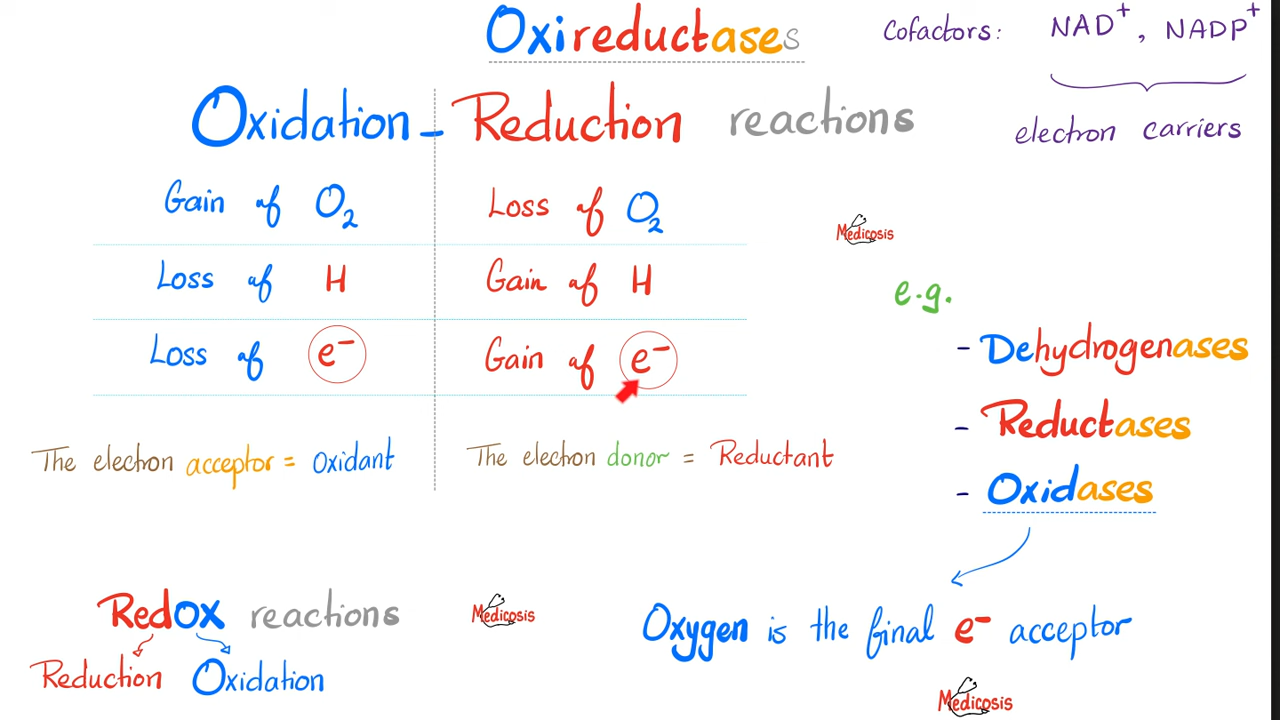 Oxireductases
Cofactors: NAD⁺, NADP⁺
electron carriers
Oxidation - Reduction reactions
Gain of O₂
Loss of O₂
Loss of H
Gain of H
Loss of e⁻
Gain of e⁻
The electron acceptor = Oxidant
The electron donor = Reductant
Medicosis
e.g.
- Dehydrogenases
- Reductases
- Oxidases
Oxygen is the final e⁻ acceptor
Redox reactions
Reduction Oxidation
Medicosis
Medicosis